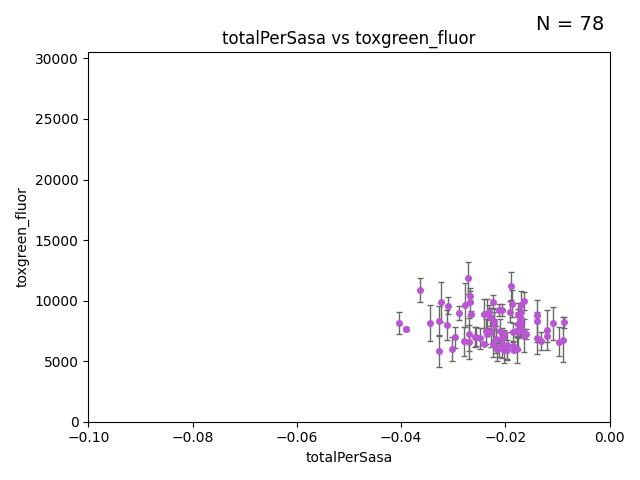 N = 78
totalPerSasa vs toxgreen_fluor
30000
25000
20000
15000
10000
5000
0
toxgreen_fluor
−0.10 −0.08 −0.06 −0.04 −0.02 0.00
totalPerSasa